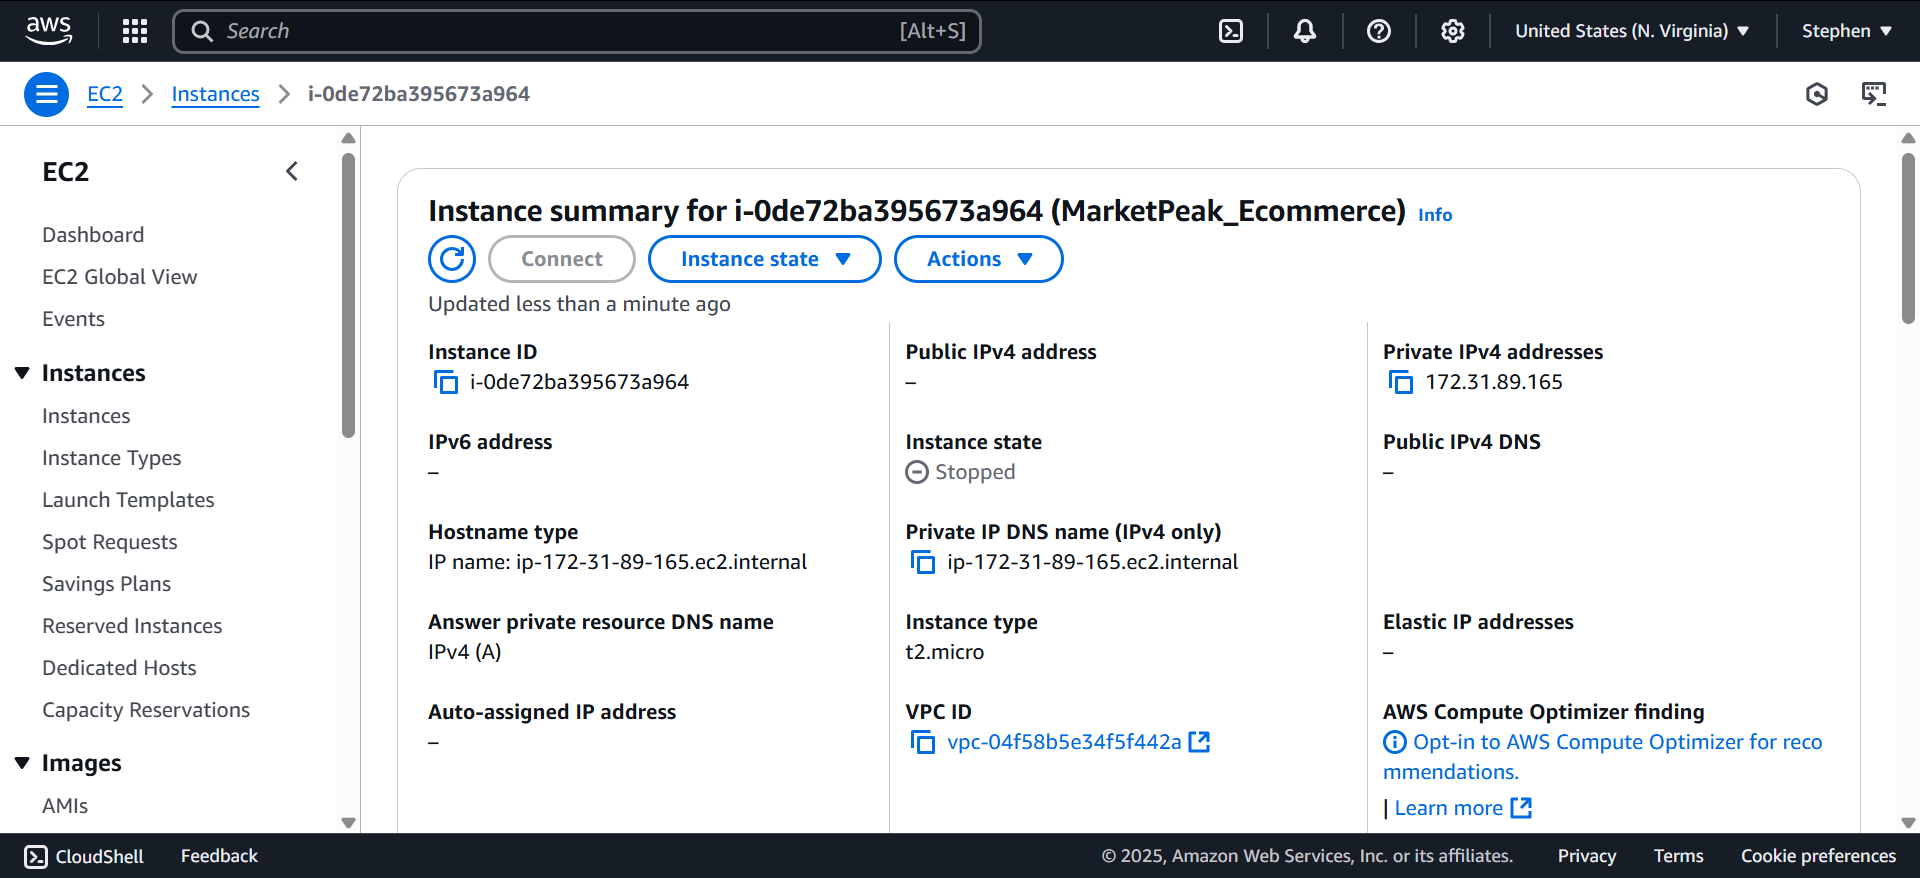 aws
Search
[Alt+S]
United States (N. Virginia)
Stephen
EC2
Instances
i-0de72ba395673a964
EC2
Dashboard
EC2 Global View
Events
Instances
Instances
Instance Types
Launch Templates
Spot Requests
Savings Plans
Reserved Instances
Dedicated Hosts
Capacity Reservations
Images
AMIs
Instance summary for i-0de72ba395673a964 (MarketPeak_Ecommerce) Info
Connect
Instance state
Actions
Updated less than a minute ago
Instance ID
i-0de72ba395673a964
Public IPv4 address
–
Private IPv4 addresses
172.31.89.165
IPv6 address
–
Instance state
Stopped
Public IPv4 DNS
–
Hostname type
IP name: ip-172-31-89-165.ec2.internal
Private IP DNS name (IPv4 only)
ip-172-31-89-165.ec2.internal
Answer private resource DNS name
IPv4 (A)
Instance type
t2.micro
Elastic IP addresses
–
Auto-assigned IP address
–
VPC ID
vpc-04f58b5e34f5f442a
AWS Compute Optimizer finding
Opt-in to AWS Compute Optimizer for reco
mmendations.
| Learn more
CloudShell
Feedback
© 2025, Amazon Web Services, Inc. or its affiliates.
Privacy
Terms
Cookie preferences